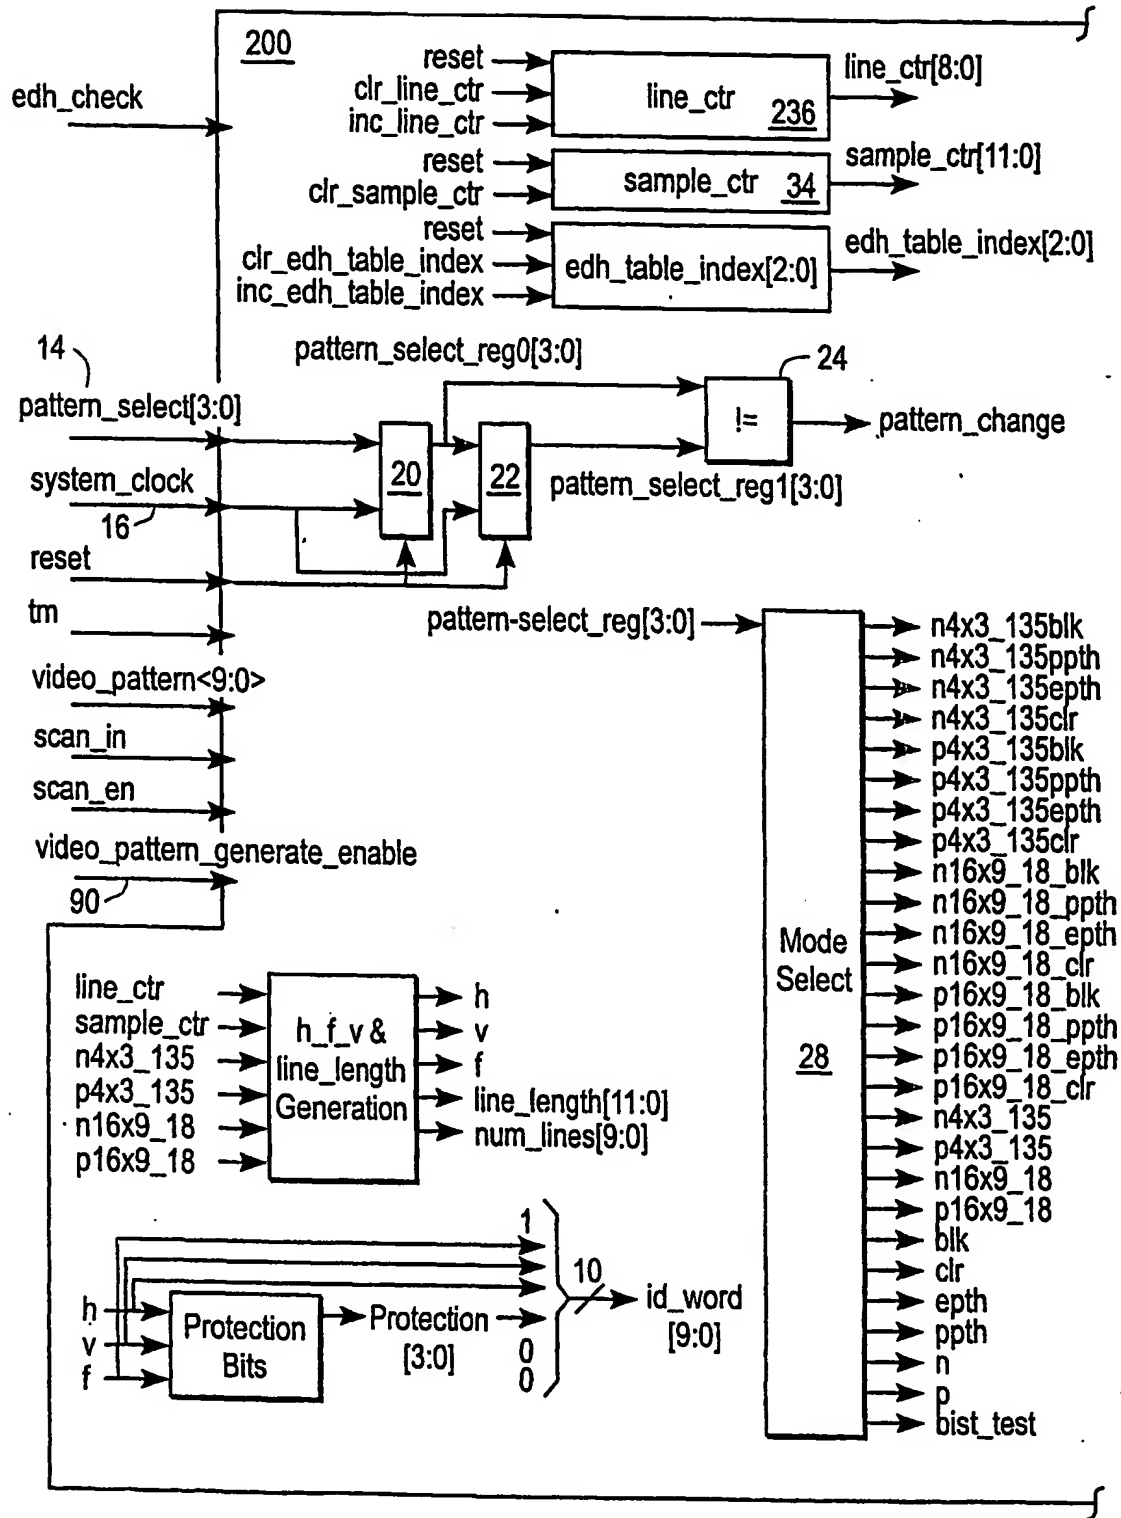 200
edh_check
reset
clr_line_ctr
inc_line_ctr
line_ctr
236
line_ctr[8:0]
reset
clr_sample_ctr
sample_ctr
34
sample_ctr[11:0]
reset
clr_edh_table_index
inc_edh_table_index
edh_table_index[2:0]
edh_table_index[2:0]
14
pattern_select[3:0]
system_clock
16
reset
tm
video_pattern<9:0>
scan_in
scan_en
video_pattern_generate_enable
90
pattern_select_reg0[3:0]
20
22
24
!=
pattern_change
pattern_select_reg1[3:0]
pattern-select_reg[3:0]
Mode
Select
28
n4x3_135blk
n4x3_135ppth
n4x3_135epth
n4x3_135clr
p4x3_135blk
p4x3_135ppth
p4x3_135epth
p4x3_135clr
n16x9_18_blk
n16x9_18_ppth
n16x9_18_epth
n16x9_18_clr
p16x9_18_blk
p16x9_18_ppth
p16x9_18_epth
p16x9_18_clr
n4x3_135
p4x3_135
n16x9_18
p16x9_18
blk
clr
epth
ppth
n
p
bist_test
line_ctr
sample_ctr
n4x3_135
p4x3_135
n16x9_18
p16x9_18
h_f_v &
line_length
Generation
h
v
f
line_length[11:0]
num_lines[9:0]
h
v
f
Protection
Bits
Protection
[3:0]
1
0
0
10
id_word
[9:0]